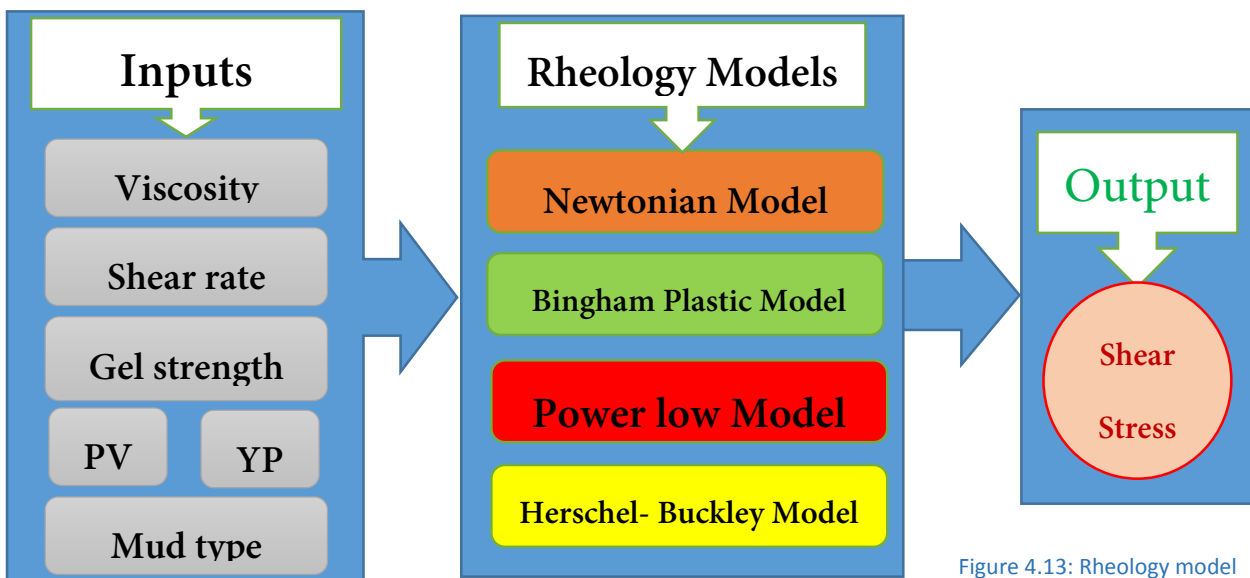 Inputs
Viscosity
Shear rate
Gel strength
PV
YP
Mud type
Rheology Models
Newtonian Model
Bingham Plastic Model
Power low Model
Herschel- Buckley Model
Output
Shear
Stress
Figure 4.13: Rheology model